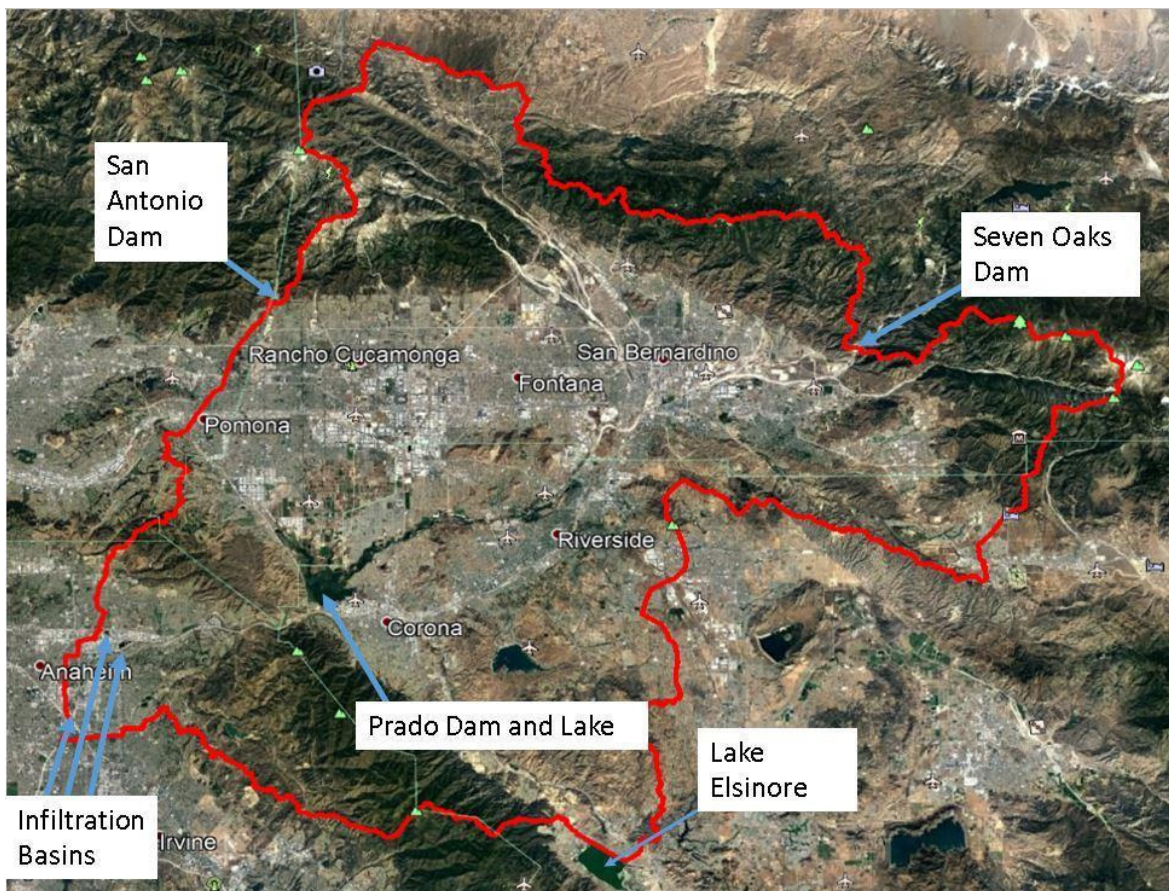 San
Antonio
Dam
Seven Oaks
Dam
Rancho Cucamonga
San Bernardino
Fontana
Pomona
Riverside
Corona
Anaheim
Prado Dam and Lake
Lake
Elsinore
Infiltration
Basins
Irvine
M